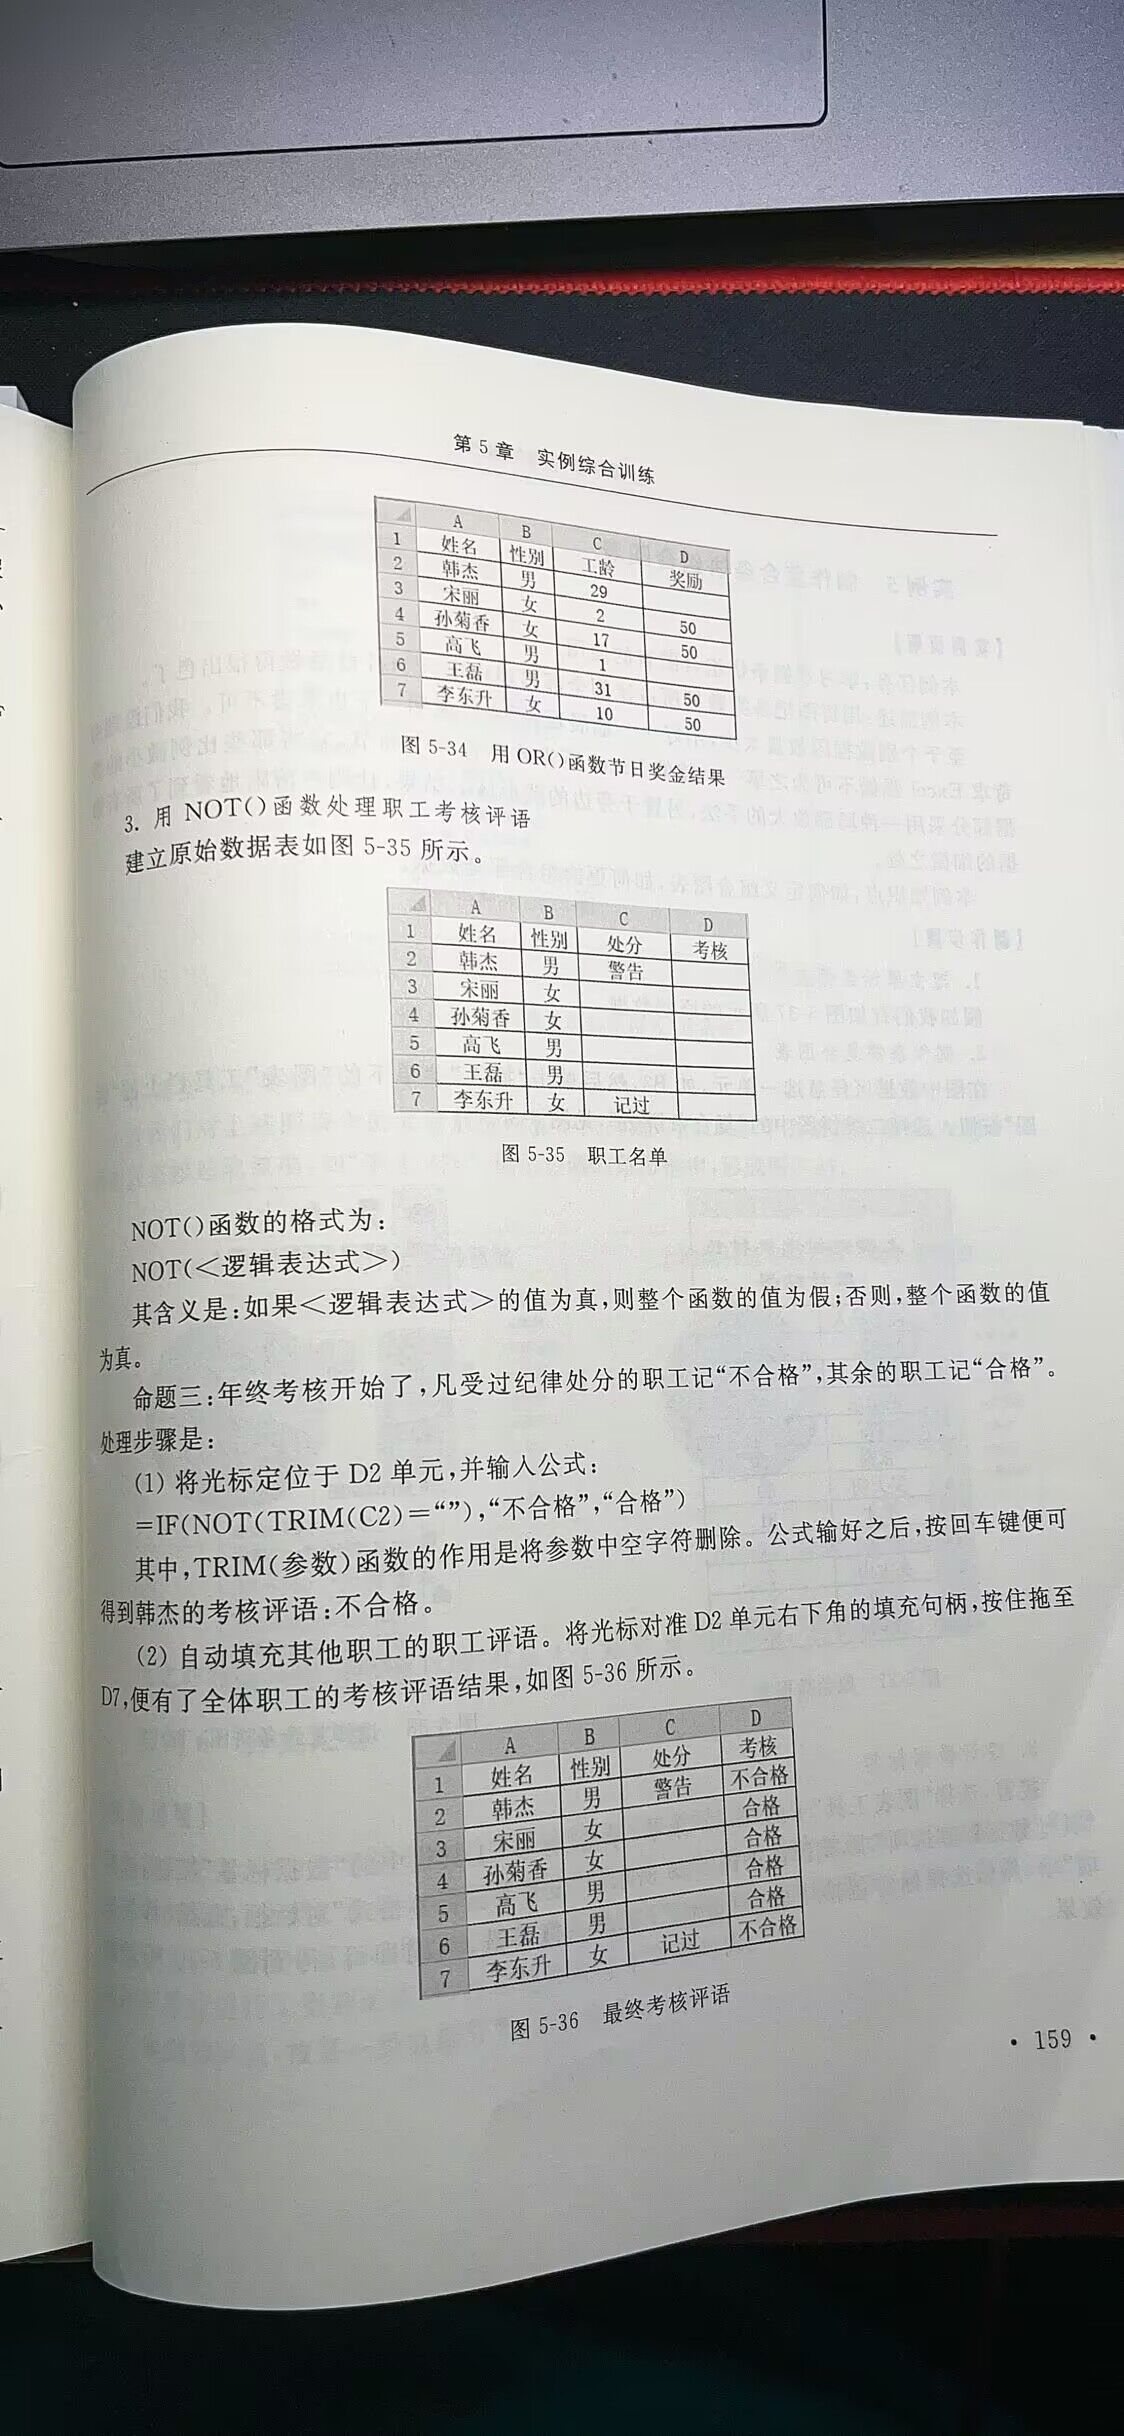 第5章 实例综合训练
A B C D
1 姓名 性别 工龄 奖励
2 韩杰 男 29
3 宋丽 女 2 50
4 孙菊香 女 17 50
5 高飞 男 1
6 王磊 男 31 50
7 李东升 女 10 50
图 5-34 用 OR()函数节日奖金结果
3. 用 NOT()函数处理职工考核评语
建立原始数据表如图 5-35 所示。
A B C D
1 姓名 性别 处分 考核
2 韩杰 男 警告
3 宋丽 女
4 孙菊香 女
5 高飞 男
6 王磊 男
7 李东升 女 记过
图 5-35 职工名单
NOT()函数的格式为:
NOT(<逻辑表达式>)
其含义是:如果<逻辑表达式>的值为真,则整个函数的值为假;否则,整个函数的值
为真。
命题三:年终考核开始了,凡受过纪律处分的职工记“不合格”,其余的职工记“合格”。
处理步骤是:
(1) 将光标定位于 D2 单元,并输入公式:
=IF(NOT(TRIM(C2)=“”),“不合格”,“合格”)
其中,TRIM(参数)函数的作用是将参数中空字符删除。公式输好之后,按回车键便可
得到韩杰的考核评语:不合格。
(2) 自动填充其他职工的职工评语。将光标对准 D2 单元右下角的填充句柄,按住拖至
D7,便有了全体职工的考核评语结果,如图 5-36 所示。
A B C D
1 姓名 性别 处分 考核
2 韩杰 男 警告 不合格
3 宋丽 女 合格
4 孙菊香 女 合格
5 高飞 男 合格
6 王磊 男 合格
7 李东升 女 记过 不合格
图 5-36 最终考核评语
• 159 •